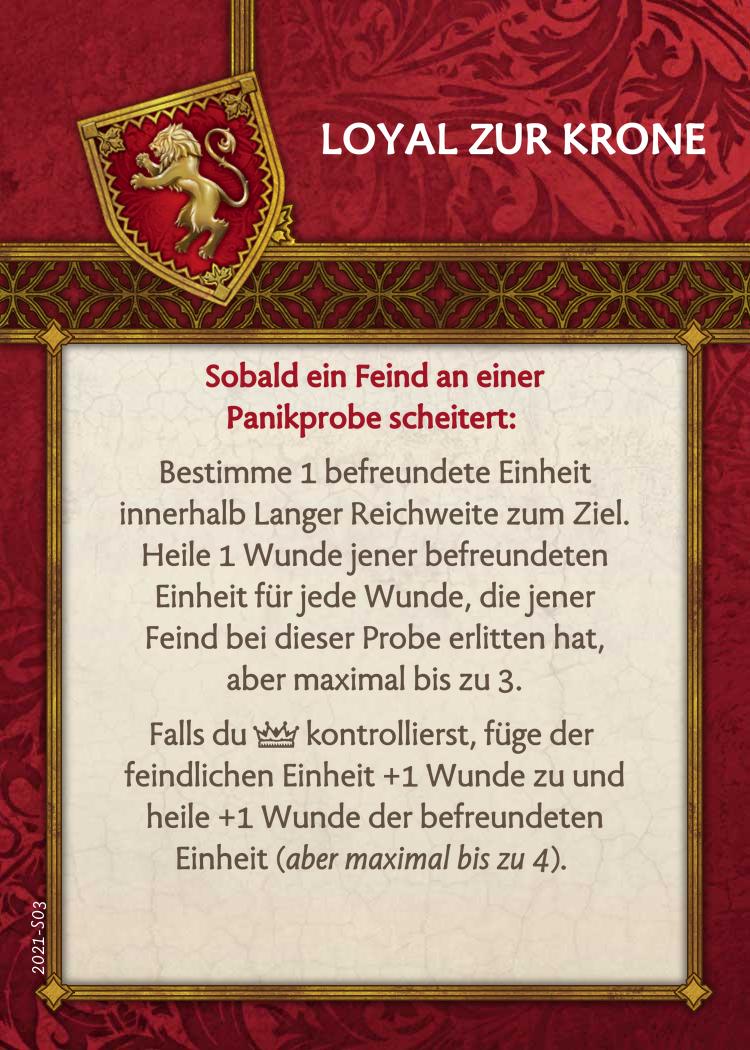 LOYAL ZUR KRONE
Sobald ein Feind an einer
Panikprobe scheitert:
Bestimme 1 befreundete Einheit
innerhalb Langer Reichweite zum Ziel.
Heile 1 Wunde jener befreundeten
Einheit für jede Wunde, die jener
Feind bei dieser Probe erlitten hat,
aber maximal bis zu 3.
Falls du kontrollierst, füge der
feindlichen Einheit +1 Wunde zu und
heile +1 Wunde der befreundeten
Einheit (aber maximal bis zu 4).
2021-S03